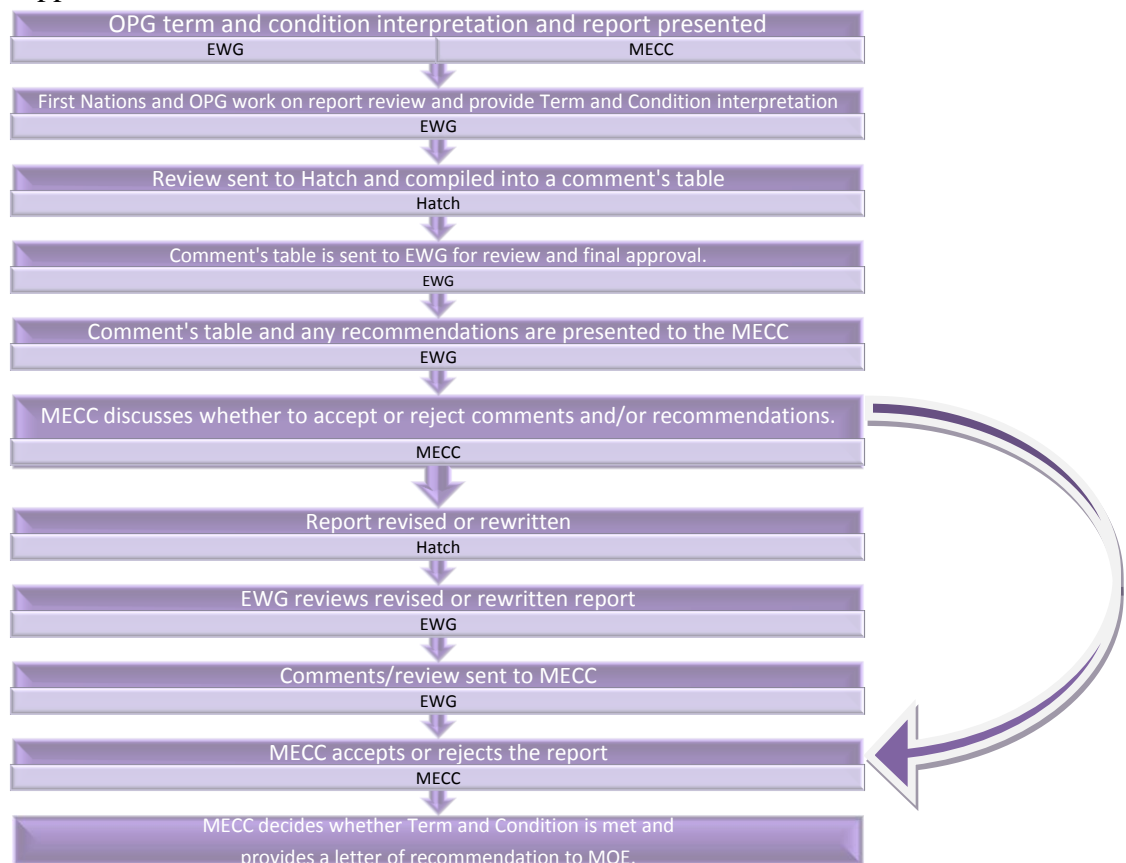 OPG term and condition interpretation and report presented
EWG MECC
First Nations and OPG work on report review and provide Term and Condition interpretation
EWG
Review sent to Hatch and compiled into a comment's table
Hatch
Comment's table is sent to EWG for review and final approval.
EWG
Comment's table and any recommendations are presented to the MECC
EWG
MECC discusses whether to accept or reject comments and/or recommendations.
MECC
Report revised or rewritten
Hatch
EWG reviews revised or rewritten report
EWG
Comments/review sent to MECC
EWG
MECC accepts or rejects the report
MECC
MECC decides whether Term and Condition is met and
provides a letter of recommendation to MOE.